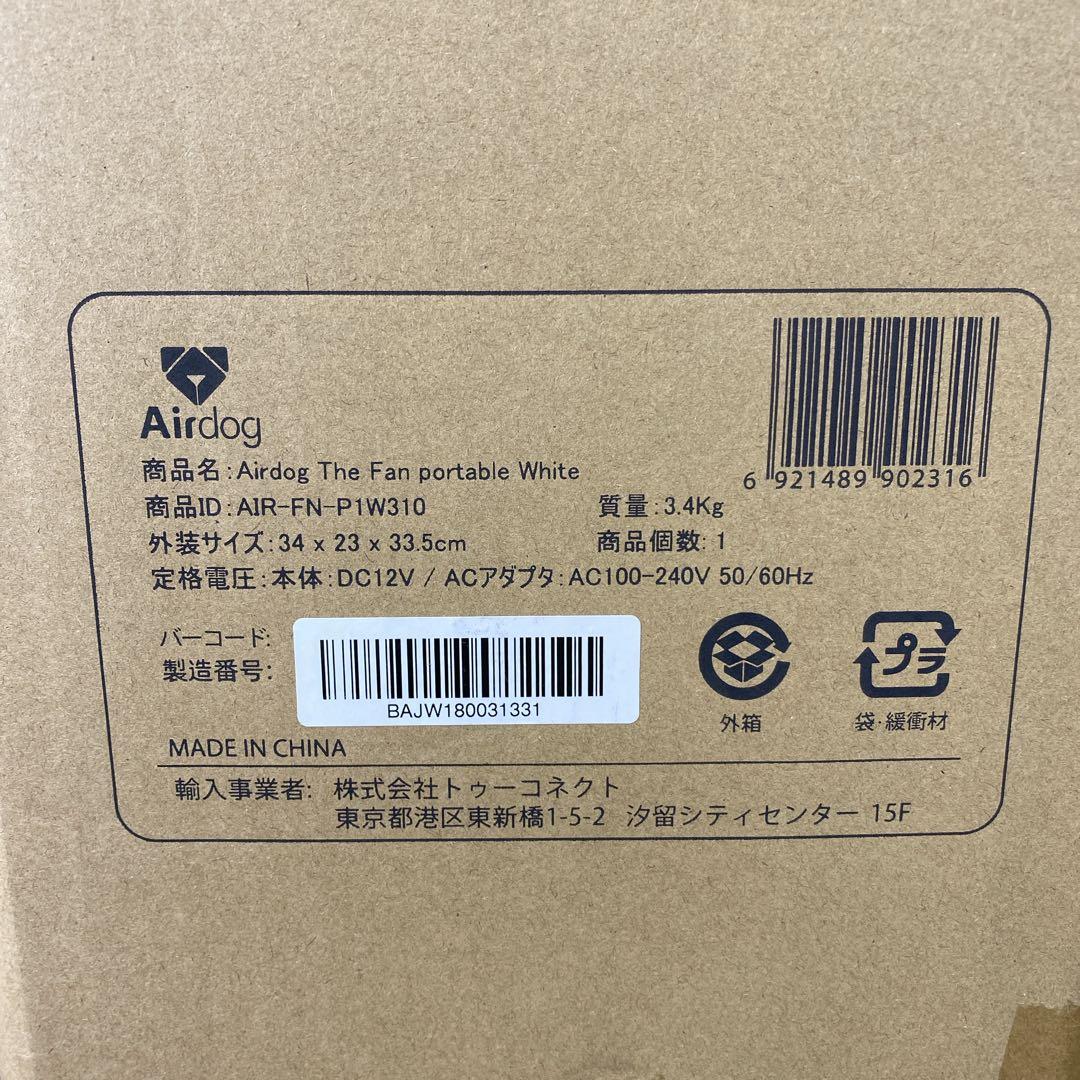 Airdog
6 921489 902316
商品名:Airdog The Fan portable White
商品ID:AIR-FN-P1W310 質量:3.4Kg
外装サイズ:34 x 23 x 33.5cm 商品個数:1
定格電圧:本体:DC12V / ACアダプタ:AC100-240V 50/60Hz
バーコード:
製造番号:
BAJW180031331
プラ
外箱 袋・緩衝材
MADE IN CHINA
輸入事業者: 株式会社トゥーコネクト
東京都港区東新橋1-5-2 汐留シティセンター 15F